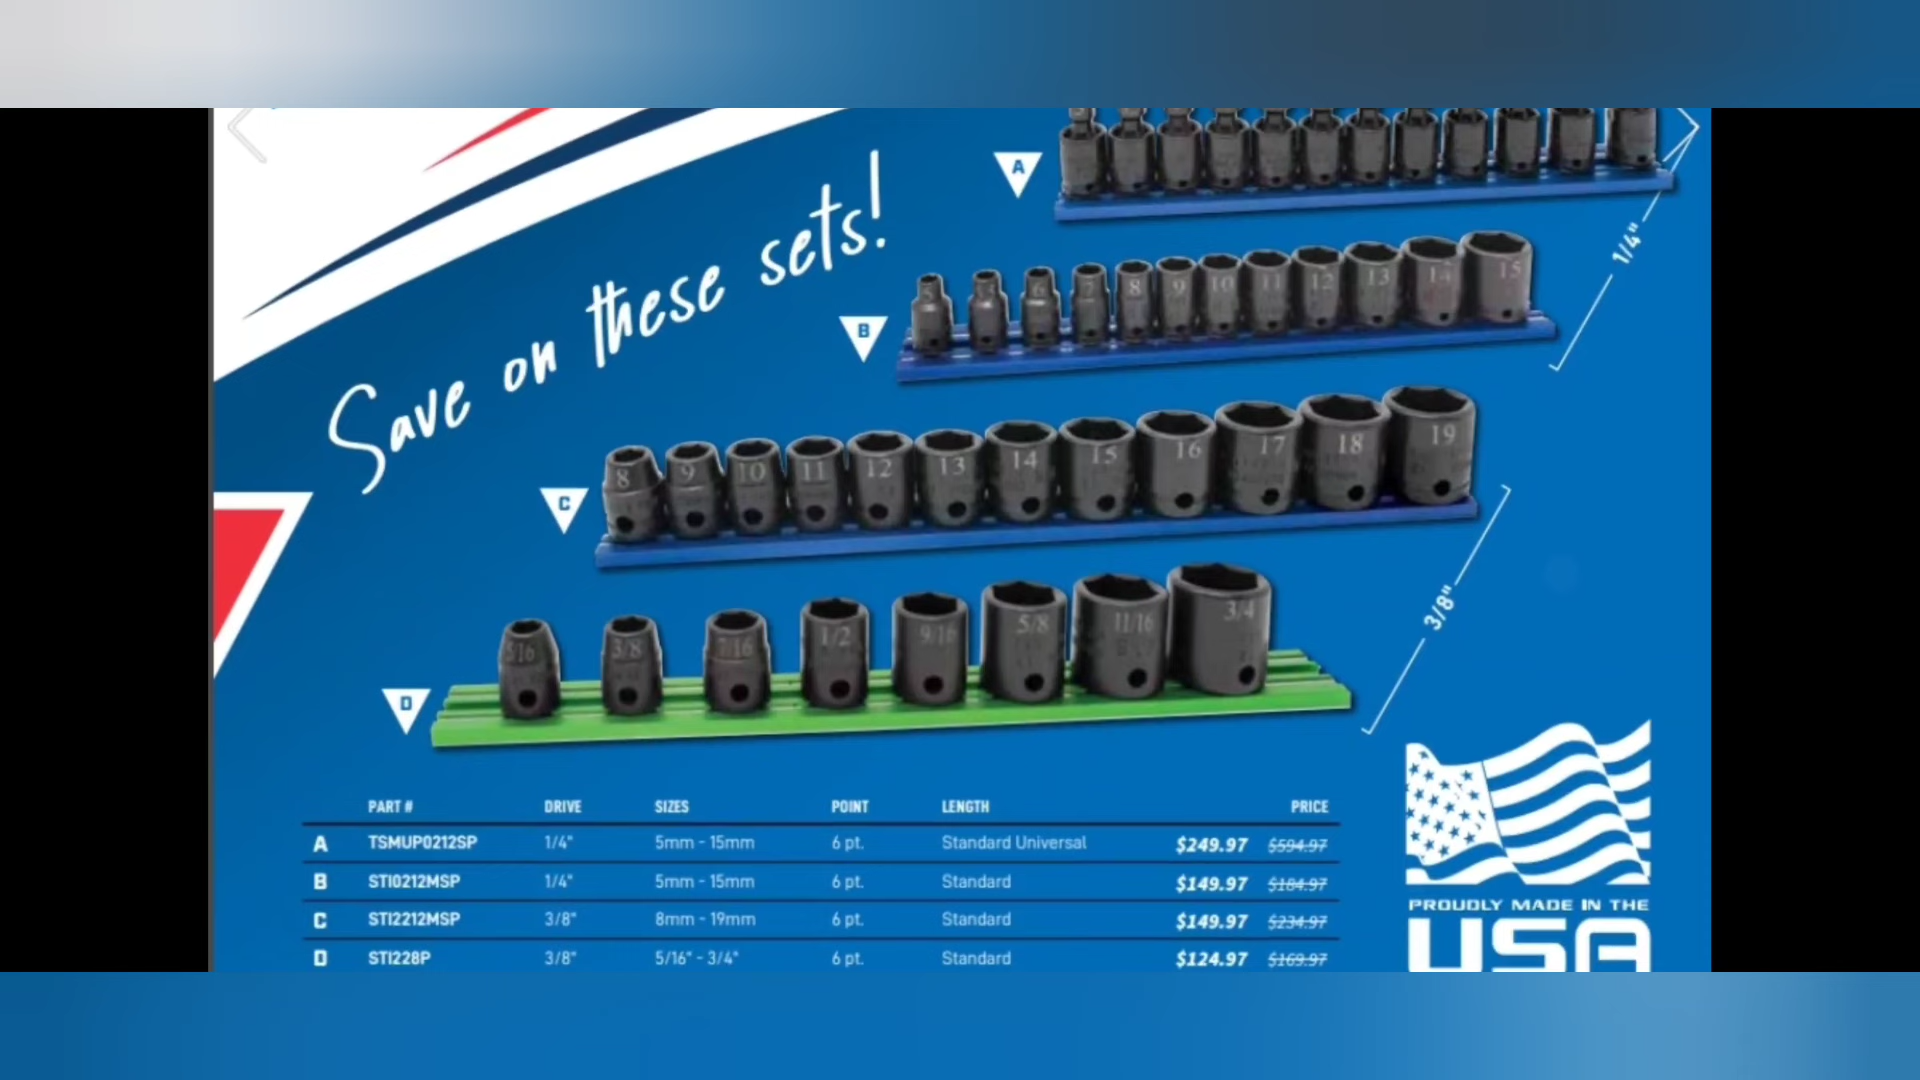 A
1/4"
Save on these sets!
B
5 6 7 8 9 10 11 12 13 14 15
C
8 9 10 11 12 13 14 15 16 17 18 19
3/8"
D
5/16 3/8 7/16 1/2 9/16 5/8 11/16 3/4
PART # DRIVE SIZES POINT LENGTH PRICE
A TSMUP0212SP 1/4" 5mm - 15mm 6 pt. Standard Universal $249.97 $594.97
B STI0212MSP 1/4" 5mm - 15mm 6 pt. Standard $149.97 $184.97
C STI2212MSP 3/8" 8mm - 19mm 6 pt. Standard $149.97 $234.97
D STI228P 3/8" 5/16" - 3/4" 6 pt. Standard $124.97 $169.97
PROUDLY MADE IN THE
USA